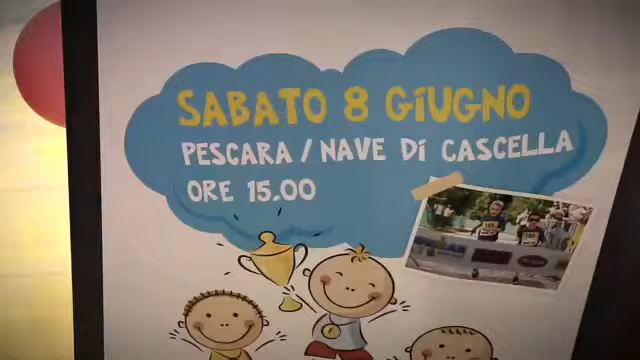 SABATO 8 GIUGNO
PESCARA / NAVE DI CASCELLA
ORE 15.00